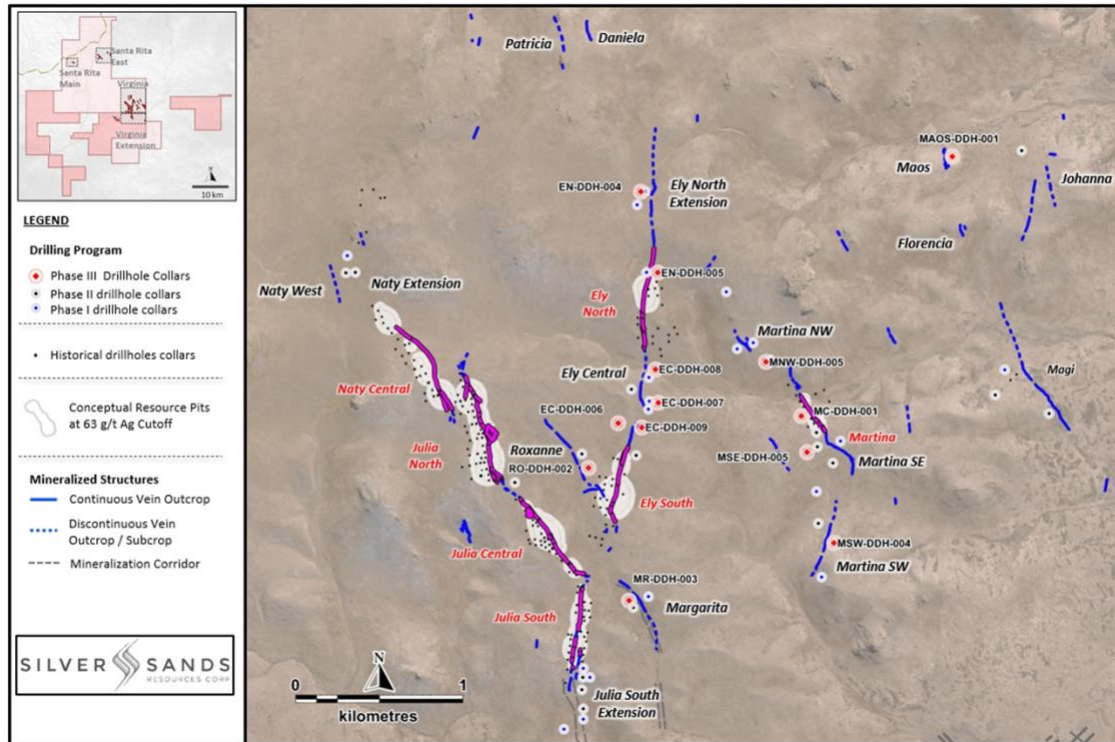 Santa Rita
East
Santa Rita
Main
Virginia
Virginia
Extension
N
10 km
LEGEND
Drilling Program
Phase III Drillhole Collars
Phase II drillhole collars
Phase I drillhole collars
Historical drillholes collars
Conceptual Resource Pits
at 63 g/t Ag Cutoff
Mineralized Structures
Continuous Vein Outcrop
Discontinuous Vein
Outcrop / Subcrop
Mineralization Corridor
SILVER SANDS
RESOURCES CORP
Patricia
Daniela
MAOS-DDH-001
Maos
Johanna
EN-DDH-004
Ely North
Extension
Florencia
Naty West
Naty Extension
EN-DDH-005
Ely
North
Martina NW
MNW-DDH-005
Ely Central
EC-DDH-008
Magi
Naty Central
EC-DDH-007
EC-DDH-006
MC-DDH-001
EC-DDH-009
Martina
Julia
North
Roxanne
RO-DDH-002
MSE-DDH-005
Martina SE
Ely South
Julia Central
MSW-DDH-004
Martina SW
MR-DDH-003
Margarita
Julia South
N
0
1
kilometres
Julia South
Extension